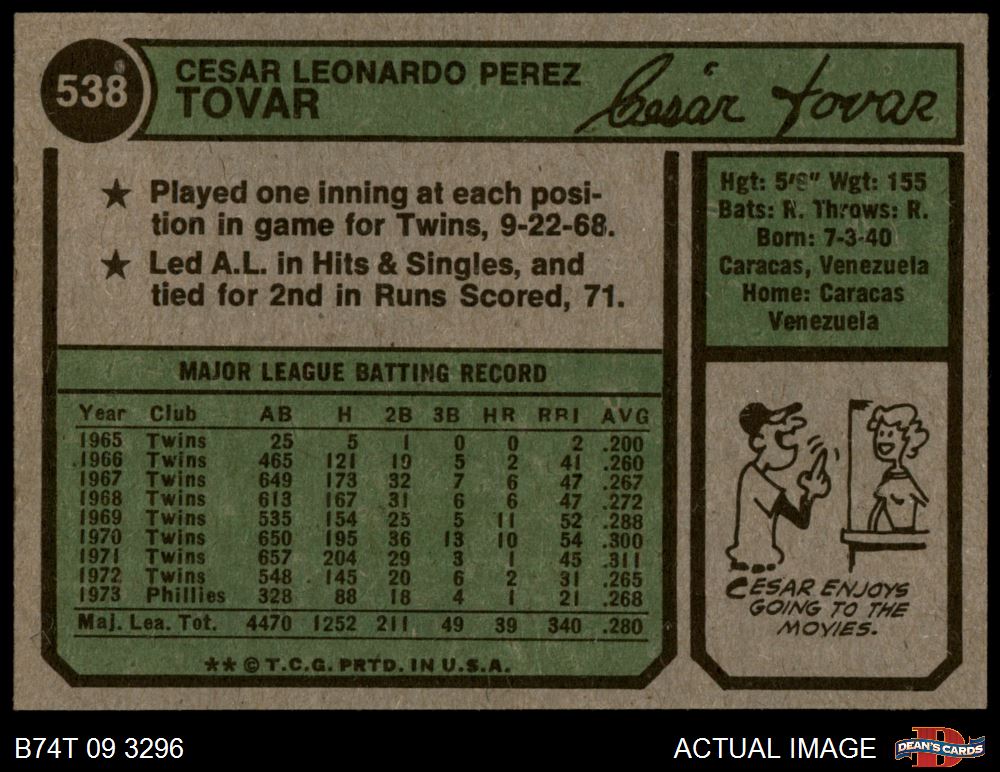 538
CESAR LEONARDO PEREZ
TOVAR
Cesár Tovar
★ Played one inning at each posi-
tion in game for Twins, 9-22-68.
★ Led A.L. in Hits & Singles, and
tied for 2nd in Runs Scored, 71.
Hgt: 5'9" Wgt: 155
Bats: R. Throws: R.
Born: 7-3-40
Caracas, Venezuela
Home: Caracas
Venezuela
MAJOR LEAGUE BATTING RECORD
Year Club AB H 2B 3B HR RBI AVG
1965 Twins 25 5 1 0 0 2 .200
1966 Twins 465 121 19 5 2 41 .260
1967 Twins 649 173 32 7 6 47 .267
1968 Twins 613 167 31 6 6 47 .272
1969 Twins 535 154 25 5 11 52 .288
1970 Twins 650 195 36 13 10 54 .300
1971 Twins 657 204 29 3 1 45 .311
1972 Twins 548 145 20 6 2 31 .265
1973 Phillies 328 88 18 4 1 21 .268
Maj. Lea. Tot. 4470 1252 211 49 39 340 .280
** © T.C.G. PRTD. IN U.S.A.
CESAR ENJOYS
GOING TO THE
MOVIES.
B74T 09 3296
ACTUAL IMAGE
D
DEAN'S CARDS